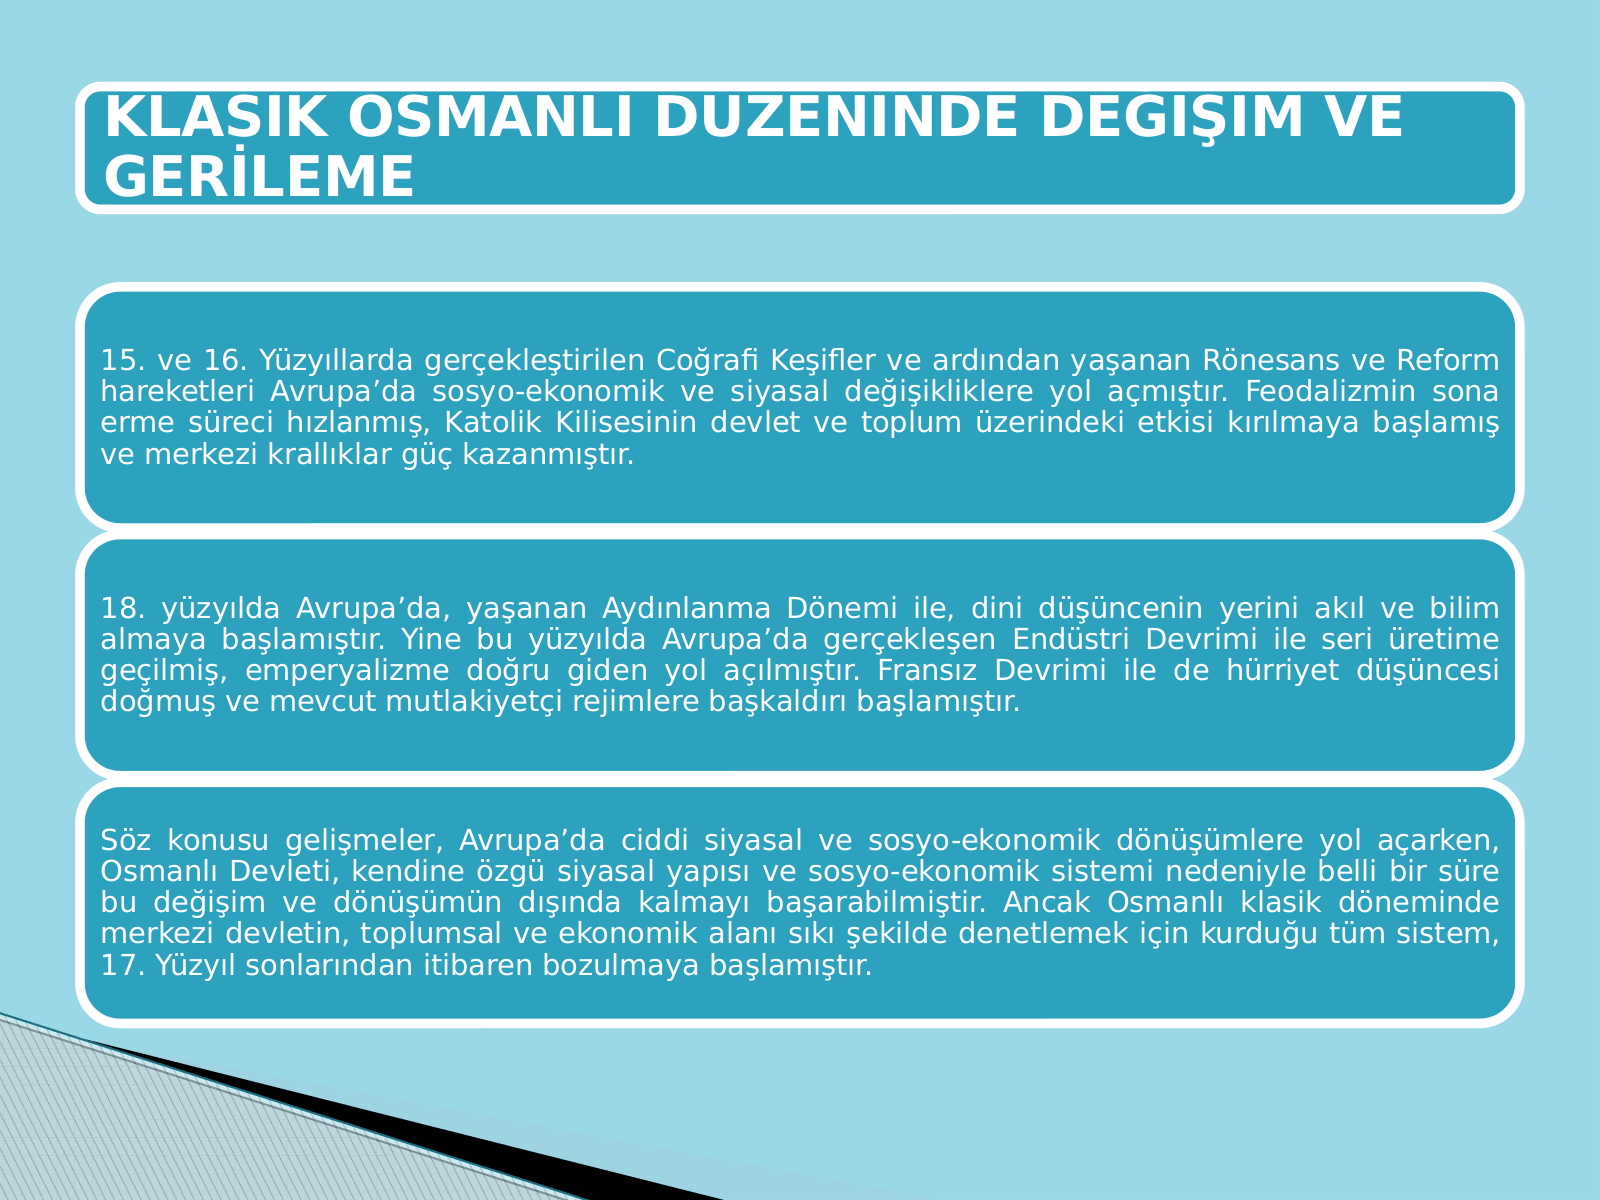 KLASİK OSMANLI DÜZENİNDE DEĞİŞİM VE
GERİLEME
15. ve 16. Yüzyıllarda gerçekleştirilen Coğrafi Keşifler ve ardından yaşanan Rönesans ve Reform
hareketleri Avrupa’da sosyo-ekonomik ve siyasal değişikliklere yol açmıştır. Feodalizmin sona
erme süreci hızlanmış, Katolik Kilisesinin devlet ve toplum üzerindeki etkisi kırılmaya başlamış
ve merkezi krallıklar güç kazanmıştır.
18. yüzyılda Avrupa’da, yaşanan Aydınlanma Dönemi ile, dini düşüncenin yerini akıl ve bilim
almaya başlamıştır. Yine bu yüzyılda Avrupa’da gerçekleşen Endüstri Devrimi ile seri üretime
geçilmiş, emperyalizme doğru giden yol açılmıştır. Fransız Devrimi ile de hürriyet düşüncesi
doğmuş ve mevcut mutlakiyetçi rejimlere başkaldırı başlamıştır.
Söz konusu gelişmeler, Avrupa’da ciddi siyasal ve sosyo-ekonomik dönüşümlere yol açarken,
Osmanlı Devleti, kendine özgü siyasal yapısı ve sosyo-ekonomik sistemi nedeniyle belli bir süre
bu değişim ve dönüşümün dışında kalmayı başarabilmiştir. Ancak Osmanlı klasik döneminde
merkezi devletin, toplumsal ve ekonomik alanı sıkı şekilde denetlemek için kurduğu tüm sistem,
17. Yüzyıl sonlarından itibaren bozulmaya başlamıştır.